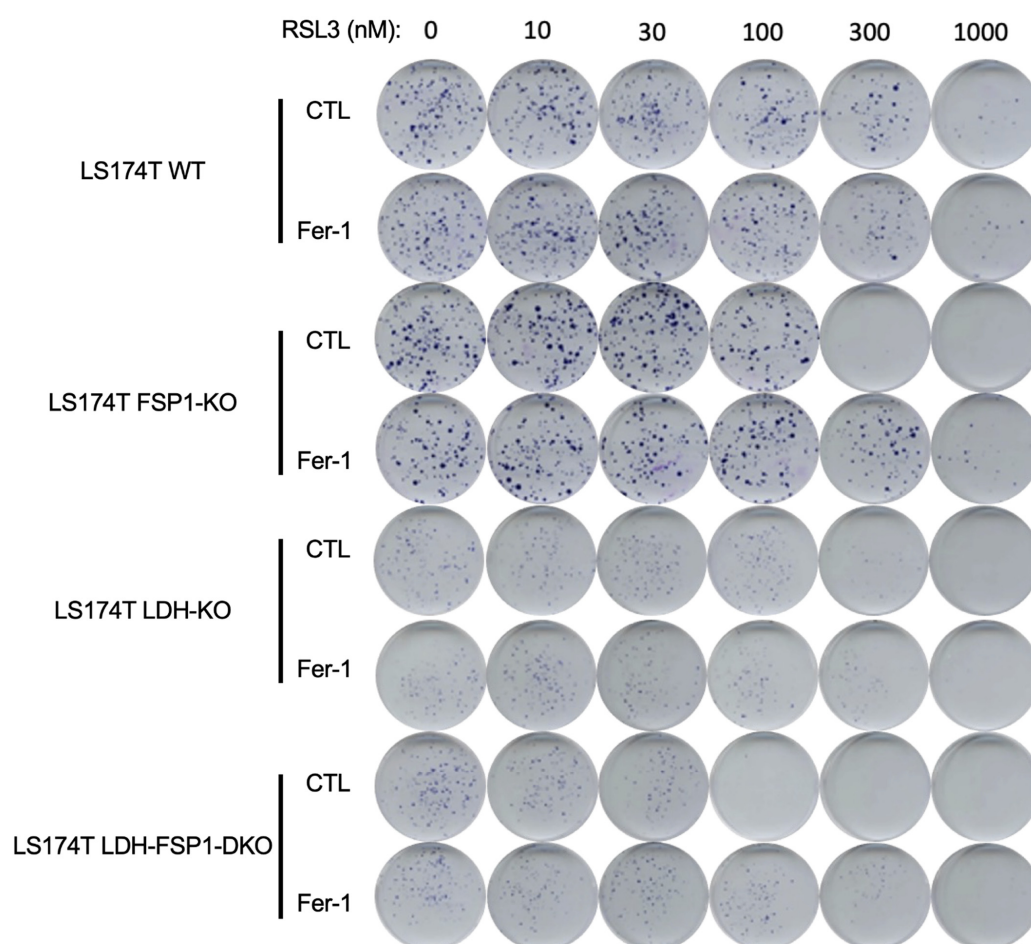 RSL3 (nM): 0 10 30 100 300 1000
CTL
LS174T WT
Fer-1
CTL
LS174T FSP1-KO
Fer-1
CTL
LS174T LDH-KO
Fer-1
CTL
LS174T LDH-FSP1-DKO
Fer-1